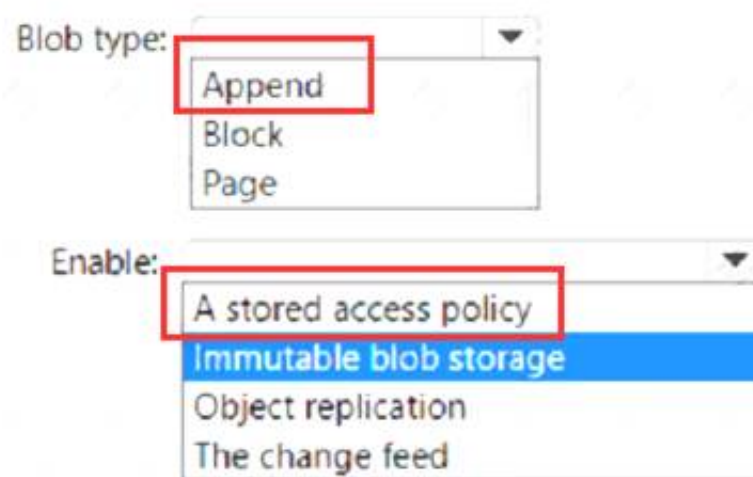 Blob type:
Append
Block
Page
Enable:
A stored access policy
Immutable blob storage
Object replication
The change feed